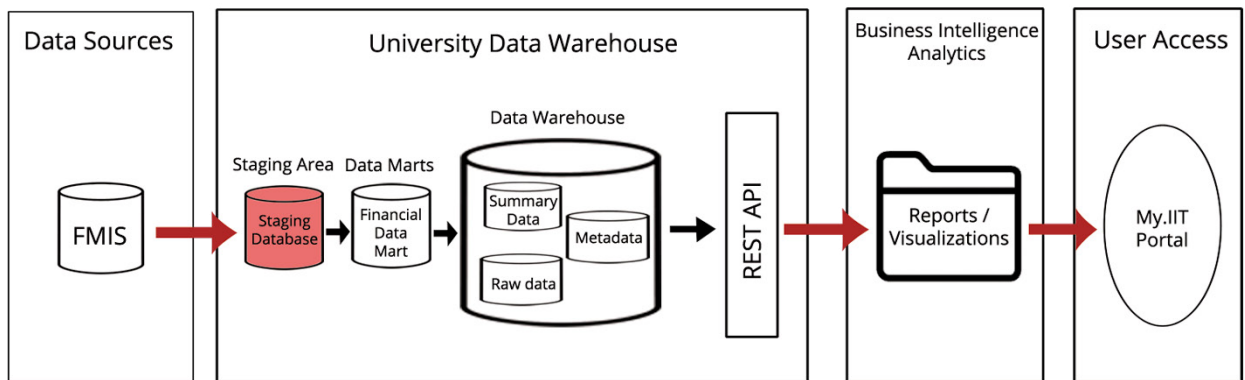 Data Sources
FMIS
University Data Warehouse
Staging Area
Staging
Database
Data Marts
Financial
Data
Mart
Data Warehouse
Summary
Data
Metadata
Raw data
REST API
Business Intelligence
Analytics
Reports /
Visualizations
User Access
My.IIT
Portal